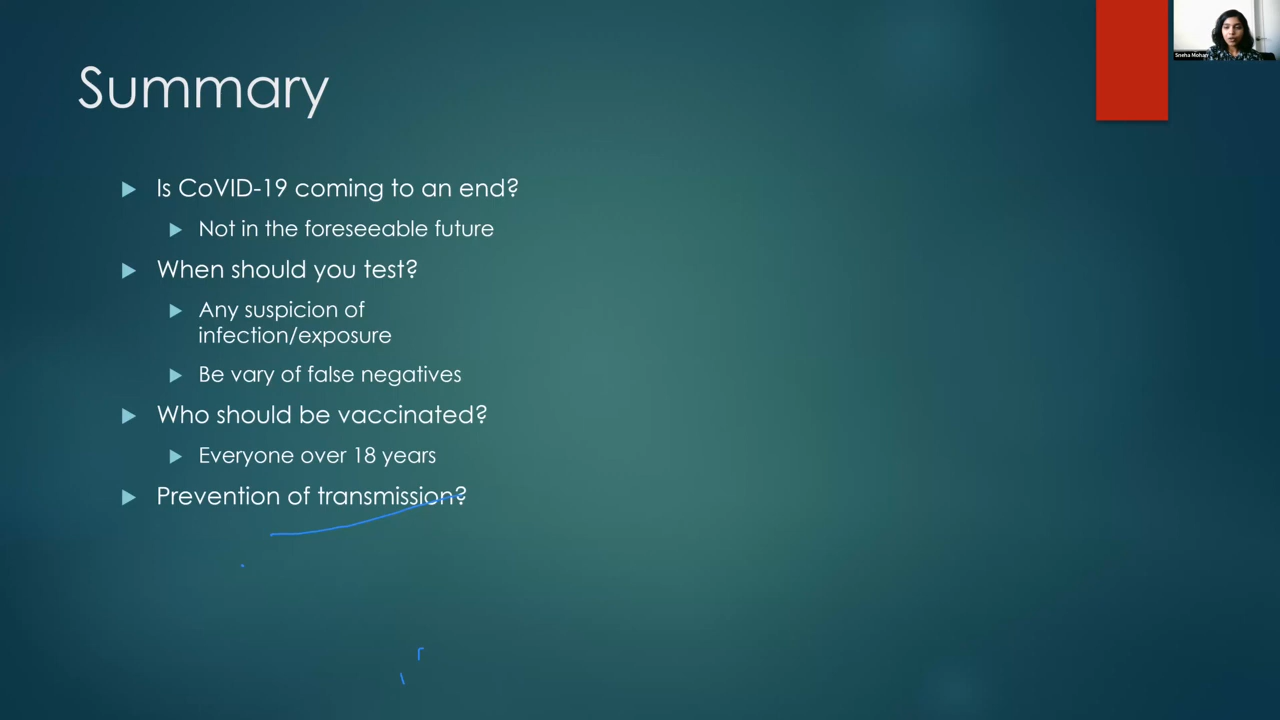 Summary
Sneha Mohan
Is CoVID-19 coming to an end?
Not in the foreseeable future
When should you test?
Any suspicion of
infection/exposure
Be vary of false negatives
Who should be vaccinated?
Everyone over 18 years
Prevention of transmission?